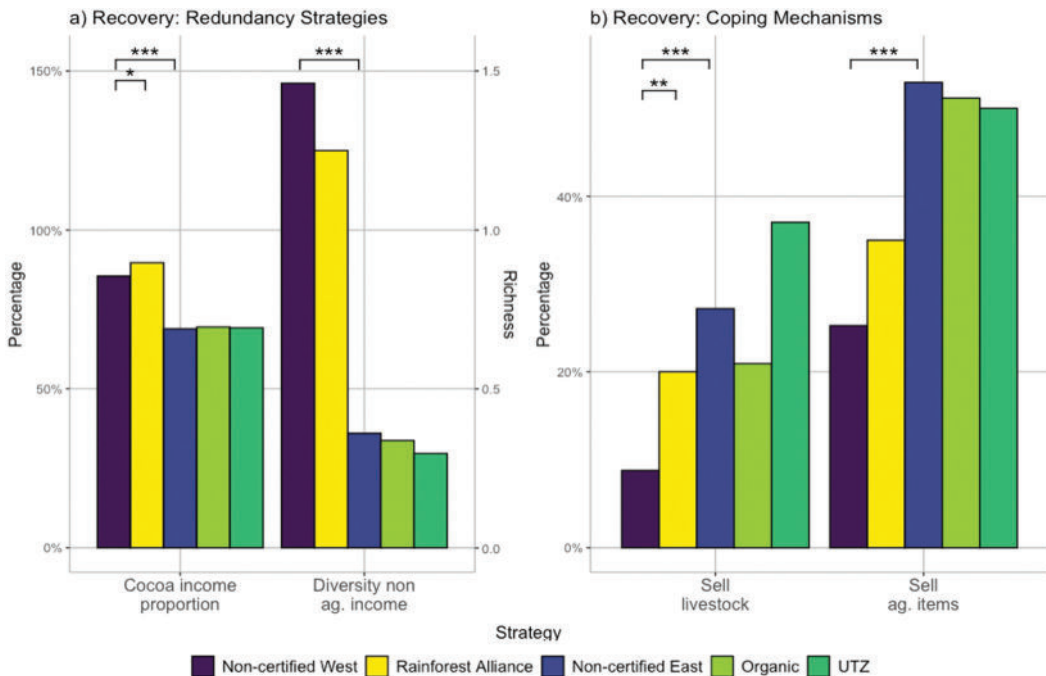 a) Recovery: Redundancy Strategies
***
*
***
150%
100%
50%
0%
Percentage
1.5
1.0
0.5
0.0
Richness
Cocoa income
proportion
Diversity non
ag. income
b) Recovery: Coping Mechanisms
***
**
***
40%
20%
0%
Percentage
Sell
livestock
Sell
ag. items
Strategy
Non-certified West
Rainforest Alliance
Non-certified East
Organic
UTZ